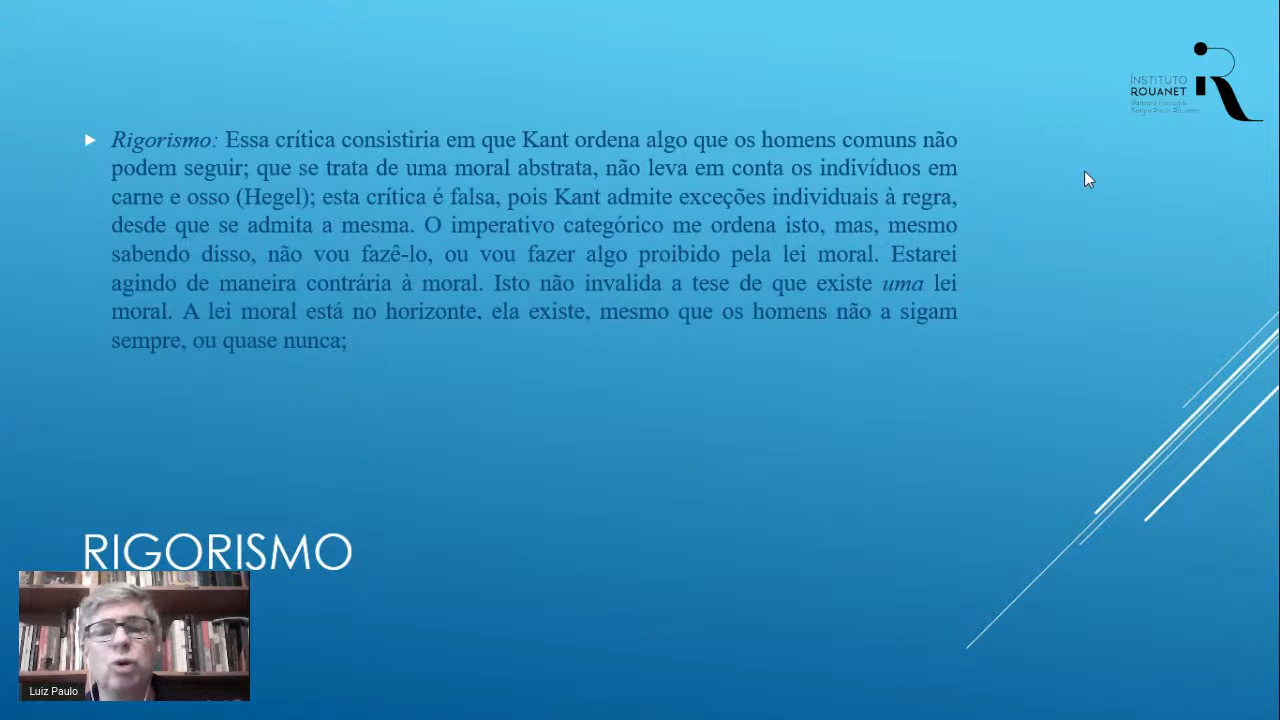 INSTITUTO
ROUANET
Rigorismo: Essa crítica consistiria em que Kant ordena algo que os homens comuns não
podem seguir; que se trata de uma moral abstrata, não leva em conta os indivíduos em
carne e osso (Hegel); esta crítica é falsa, pois Kant admite exceções individuais à regra,
desde que se admita a mesma. O imperativo categórico me ordena isto, mas, mesmo
sabendo disso, não vou fazê-lo, ou vou fazer algo proibido pela lei moral. Estarei
agindo de maneira contrária à moral. Isto não invalida a tese de que existe uma lei
moral. A lei moral está no horizonte, ela existe, mesmo que os homens não a sigam
sempre, ou quase nunca;
RIGORISMO
Luiz Paulo